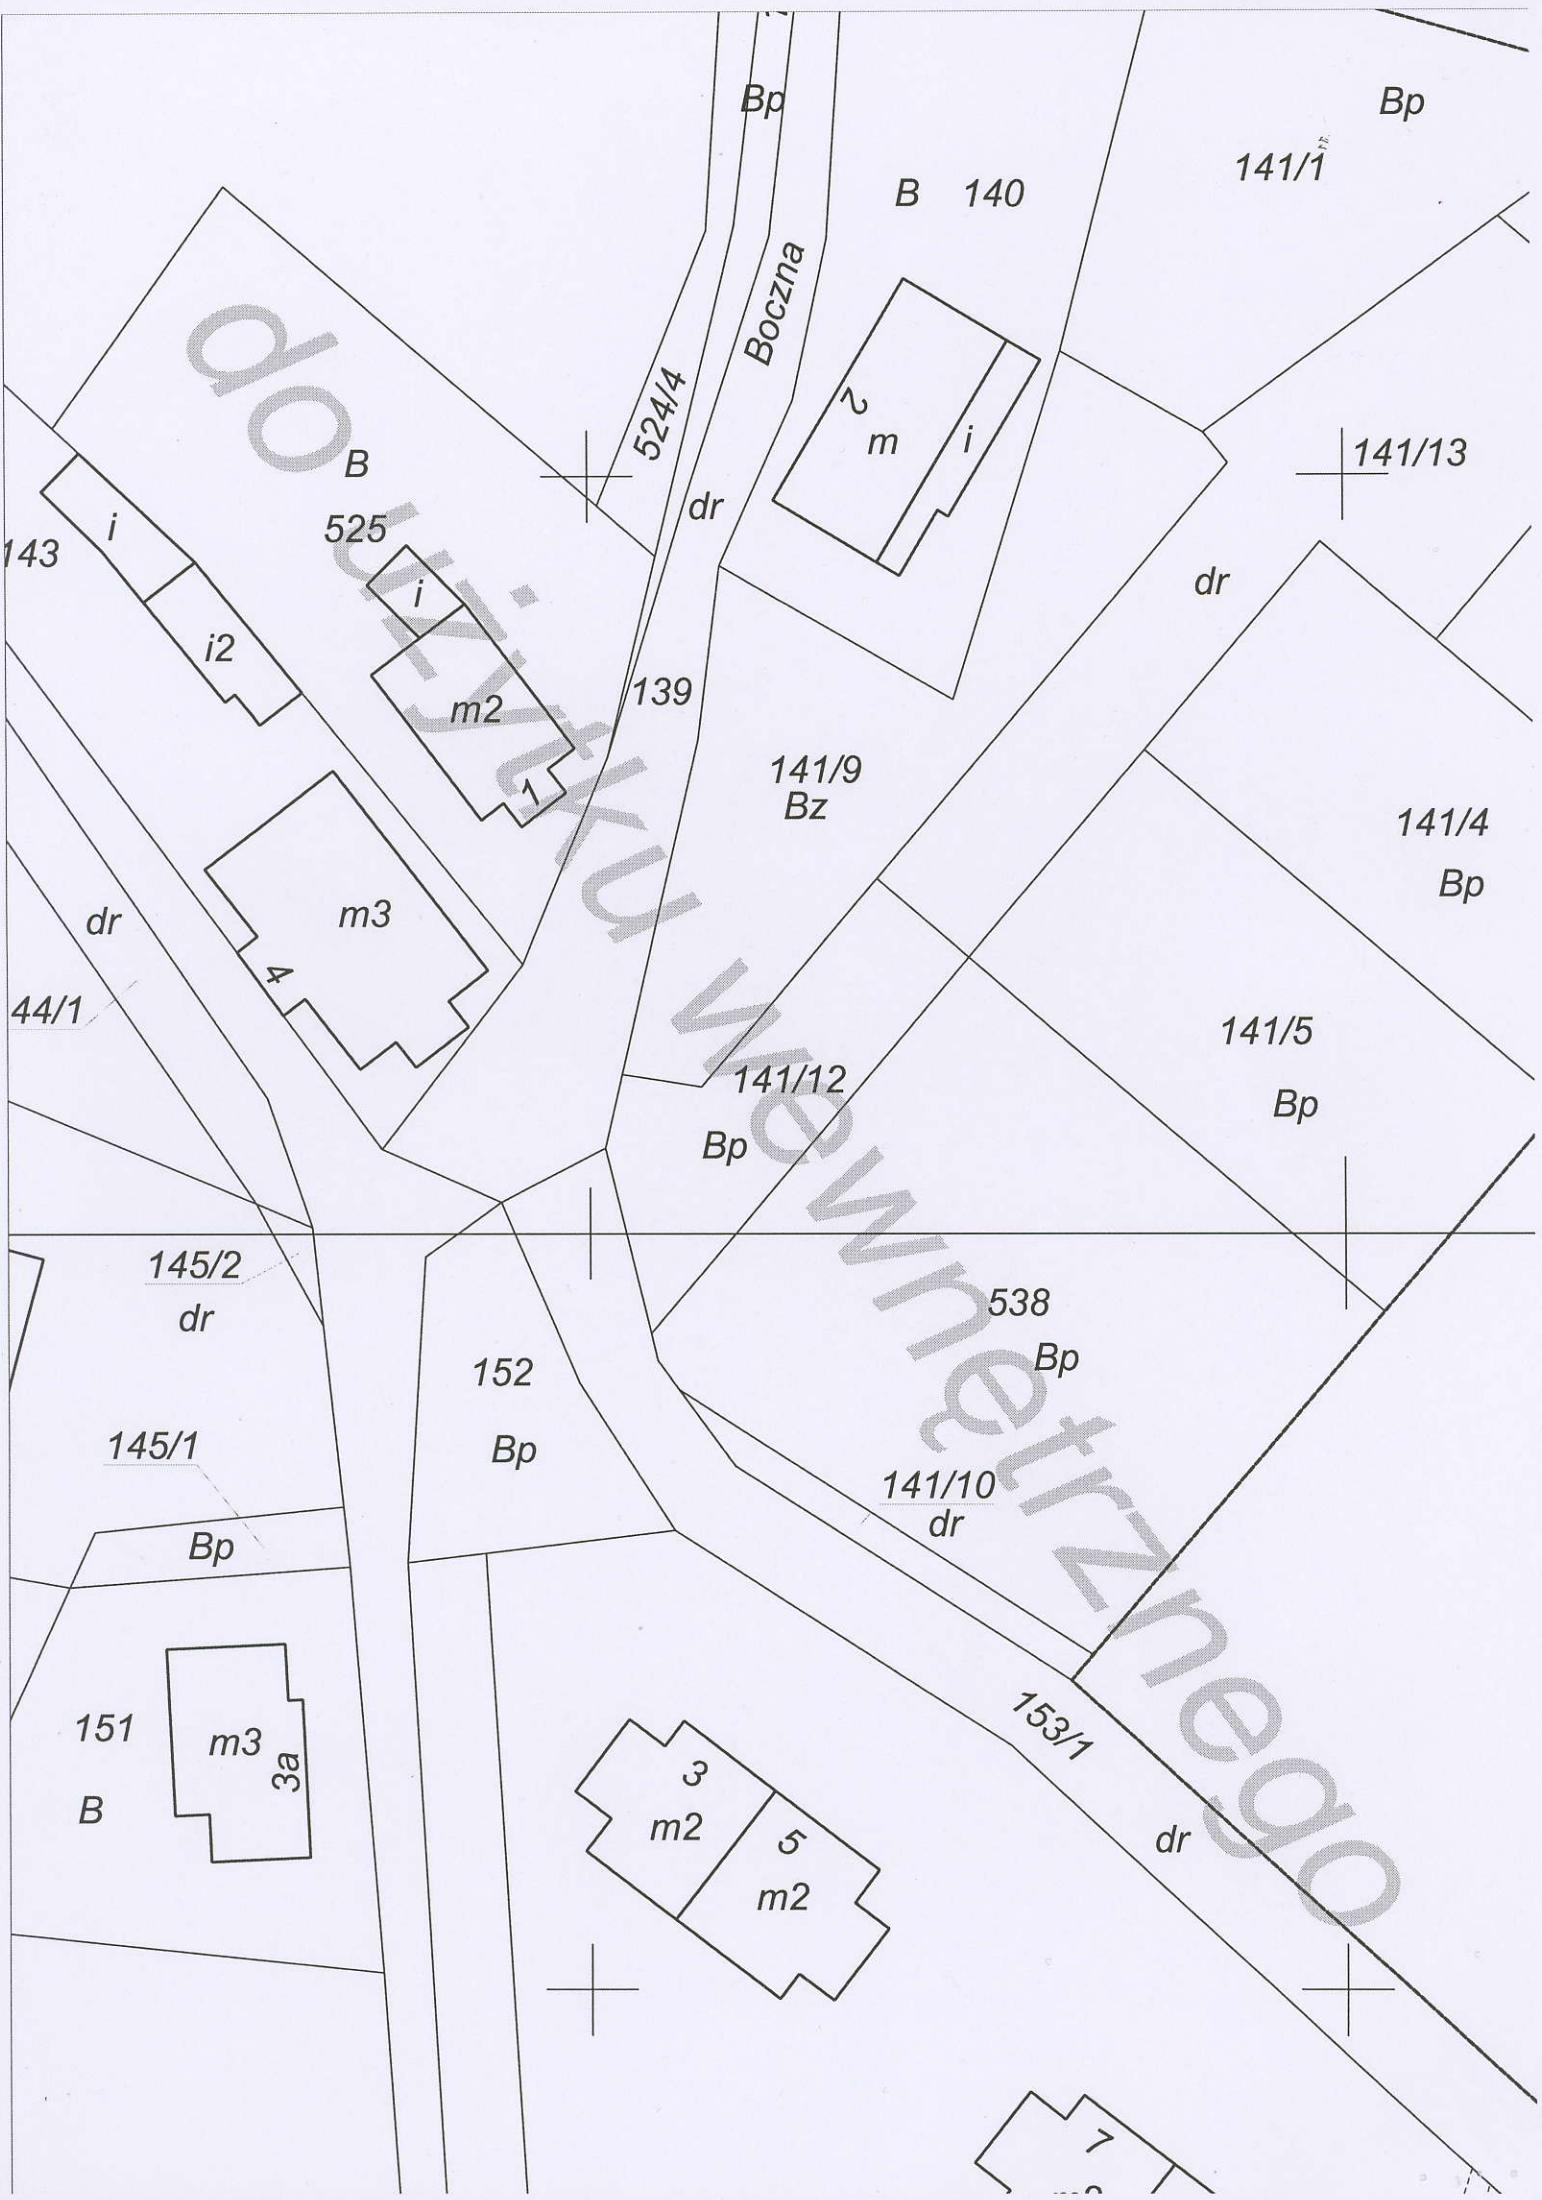 Bp
Bp
141/1
B 140
Boczna
524/4
2
m
i
141/13
B
525
dr
i
143
i
dr
i2
139
m2
1
141/9
Bz
141/4
Bp
m3
dr
4
44/1
141/5
141/12
Bp
Bp
145/2
dr
538
Bp
152
Bp
145/1
Bp
141/10
dr
151
m3
3a
B
153/1
3
m2
5
m2
dr
7
do użytku wewnętrznego